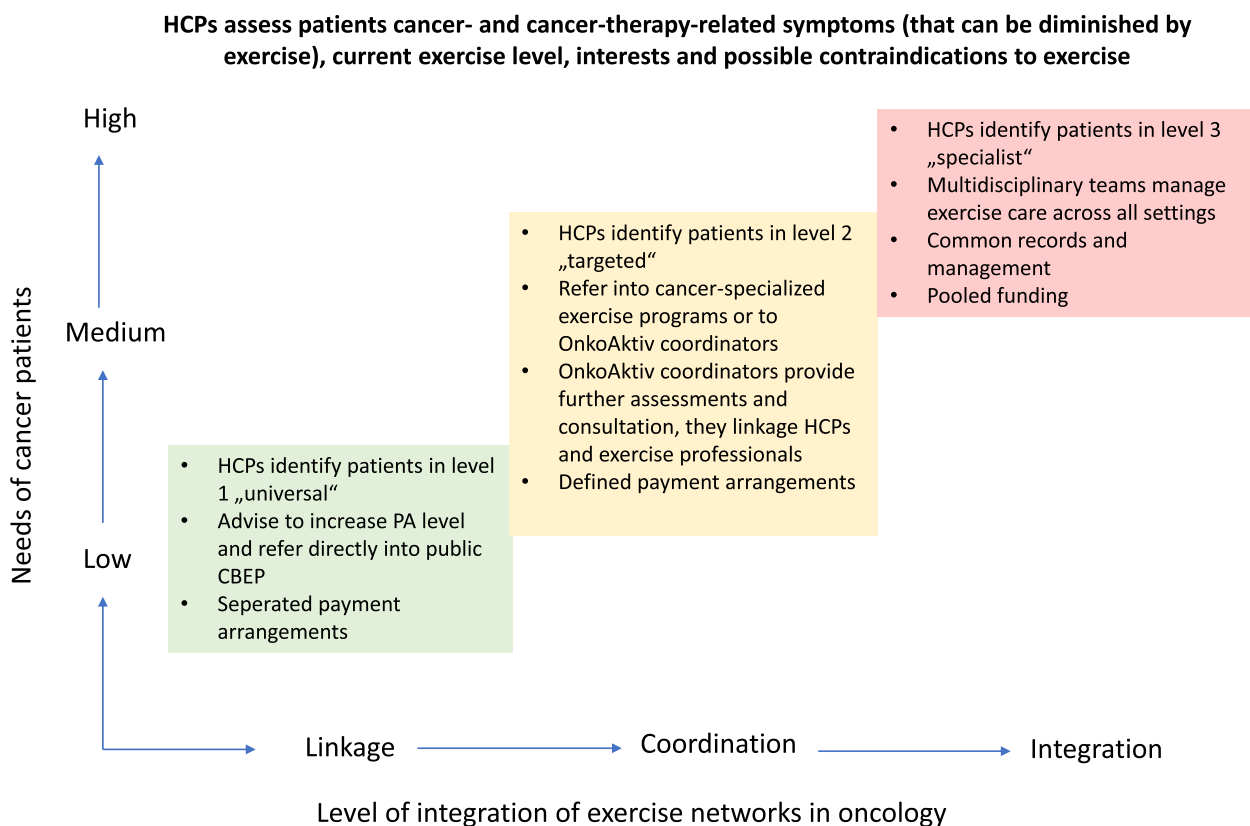 HCPs assess patients cancer- and cancer-therapy-related symptoms (that can be diminished by
exercise), current exercise level, interests and possible contraindications to exercise
Needs of cancer patients
High
Medium
Low
• HCPs identify patients in level
1 „universal“
• Advise to increase PA level
and refer directly into public
CBEP
• Seperated payment
arrangements
• HCPs identify patients in level 2
„targeted“
• Refer into cancer-specialized
exercise programs or to
OnkoAktiv coordinators
• OnkoAktiv coordinators provide
further assessments and
consultation, they linkage HCPs
and exercise professionals
• Defined payment arrangements
• HCPs identify patients in level 3
„specialist“
• Multidisciplinary teams manage
exercise care across all settings
• Common records and
management
• Pooled funding
Linkage
Coordination
Integration
Level of integration of exercise networks in oncology